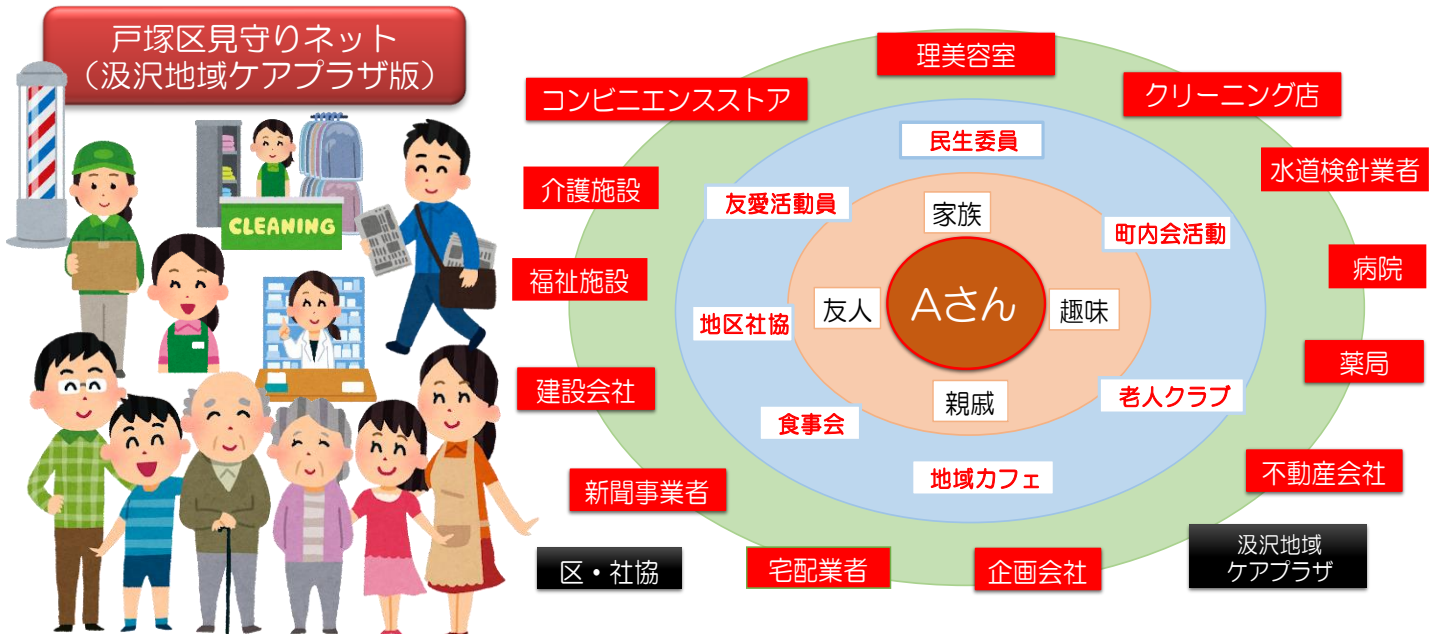 戸塚区見守りネット
（汲沢地域ケアプラザ版）
CLEANING
理美容室
コンビニエンスストア
クリーニング店
民生委員
水道検針業者
介護施設
友愛活動員
家族
町内会活動
福祉施設
病院
友人
Aさん
趣味
地区社協
薬局
建設会社
親戚
老人クラブ
食事会
地域カフェ
不動産会社
新聞事業者
区・社協
宅配業者
企画会社
汲沢地域
ケアプラザ